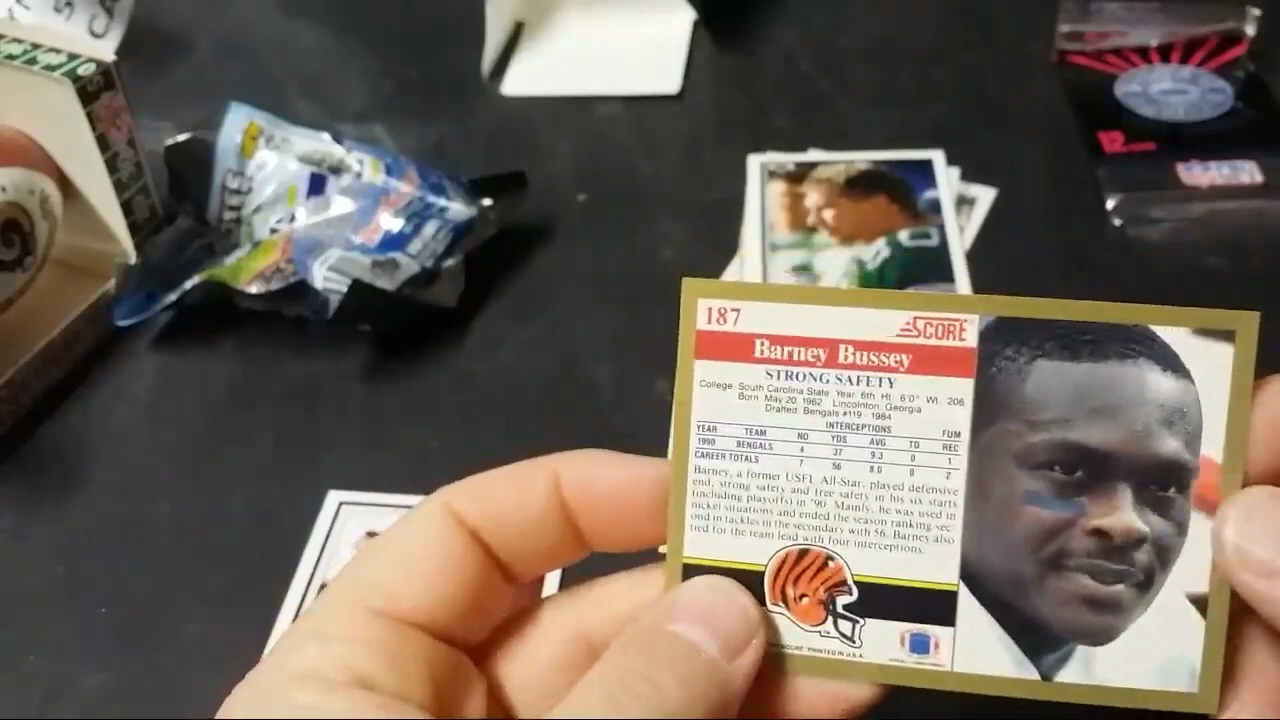 187
SCORE
Barney Bussey
STRONG SAFETY
College: South Carolina State Year: 6th Ht: 6'0" Wt: 206
Born: May 20, 1962 Lincolnton, Georgia
Drafted: Bengals #119 - 1984
INTERCEPTIONS FUM
YEAR TEAM NO YDS AVG TD REC
1990 BENGALS 4 37 9.3 0 1
CAREER TOTALS 7 56 8.0 0 2
Barney, a former USFL All-Star, played defensive
end, strong safety and free safety in his six starts
(including playoffs) in '90. Mainly, he was used in
nickel situations and ended the season ranking sec-
ond in tackles in the secondary with 56. Barney also
tied for the team lead with four interceptions.
SCORE, PRINTED IN U.S.A.
12